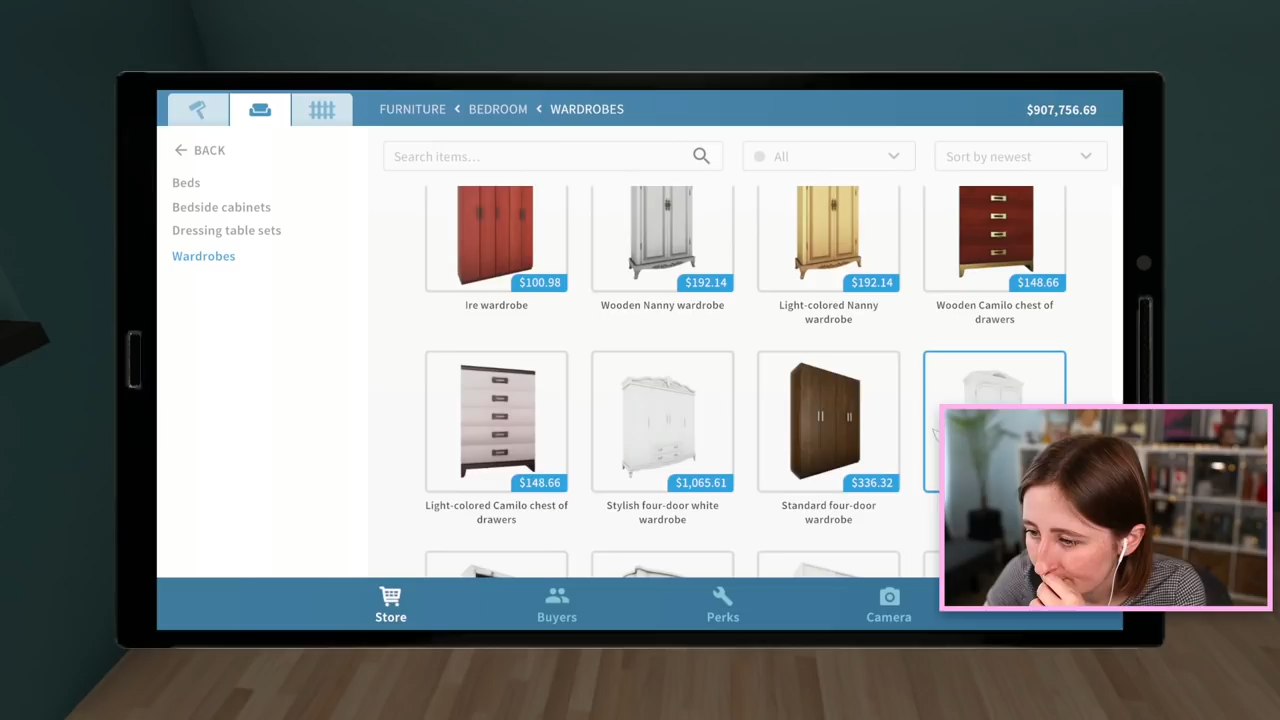 FURNITURE < BEDROOM < WARDROBES
$907,756.69
BACK
Search items...
All
Sort by newest
Beds
Bedside cabinets
Dressing table sets
Wardrobes
$100.98
$192.14
$192.14
$148.66
Ire wardrobe
Wooden Nanny wardrobe
Light-colored Nanny
wardrobe
Wooden Camilo chest of
drawers
$148.66
$1,065.61
$336.32
Light-colored Camilo chest of
drawers
Stylish four-door white
wardrobe
Standard four-door
wardrobe
Store
Buyers
Perks
Camera